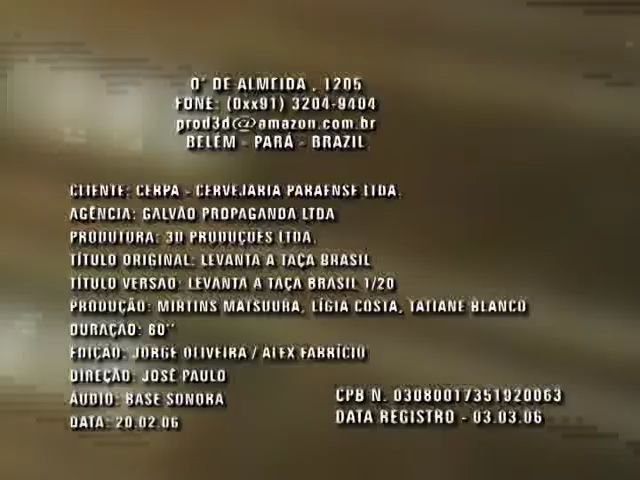 O' DE ALMEIDA , 1205
FONE: (0xx91) 3204-9404
prod3d@amazon.com.br
BELÉM - PARÁ - BRAZIL
CLIENTE: CERPA - CERVEJARIA PARAENSE LTDA.
AGÊNCIA: GALVÃO PROPAGANDA LTDA
PRODUTURA: 3D PRODUÇÕES LTDA.
TÍTULO ORIGINAL: LEVANTA A TAÇA BRASIL
TÍTULO VERSAO: LEVANTA A TAÇA BRASIL 1/20
PRODUÇÃO: MIRTINS MATSUURA, LÍGIA COSTA, TATIANE BLANCO
DURAÇÃO: 60''
EDIÇÃO: JORGE OLIVEIRA / ALEX FABRÍCIO
DIREÇÃO: JOSÉ PAULO
ÁUDIO: BASE SONORA
DATA: 20.02.06
CPB N. 03080017351920063
DATA REGISTRO - 03.03.06